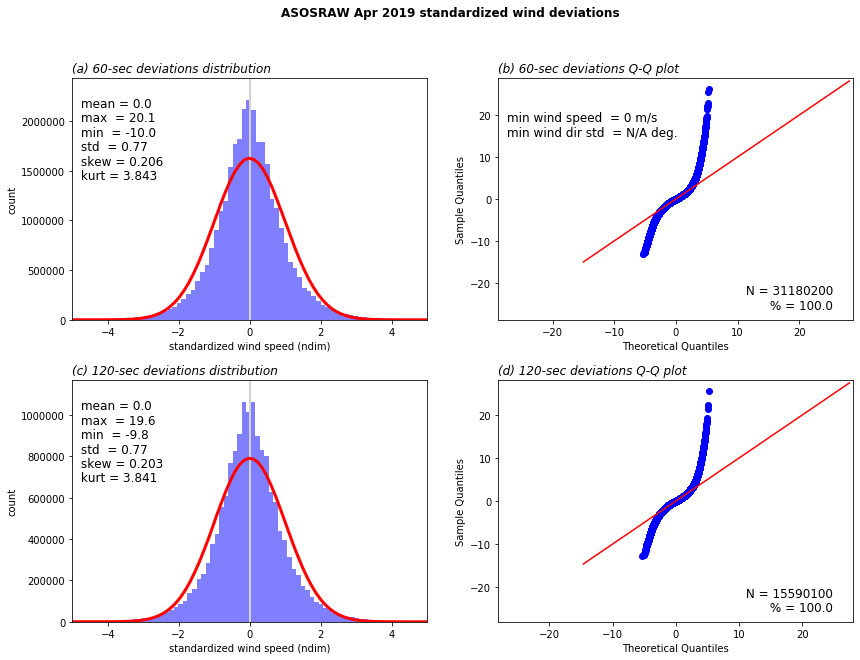 ASOSRAW Apr 2019 standardized wind deviations
(a) 60-sec deviations distribution
mean = 0.0
max  = 20.1
min  = -10.0
std  = 0.77
skew = 0.206
kurt = 3.843
2000000
1500000
1000000
500000
0
count
−4
−2
0
2
4
standardized wind speed (ndim)
(b) 60-sec deviations Q-Q plot
min wind speed  = 0 m/s
min wind dir std  = N/A deg.
20
10
0
−10
−20
Sample Quantiles
N = 31180200
% = 100.0
−20
−10
0
10
20
Theoretical Quantiles
(c) 120-sec deviations distribution
mean = 0.0
max  = 19.6
min  = -9.8
std  = 0.77
skew = 0.203
kurt = 3.841
1000000
800000
600000
400000
200000
0
count
−4
−2
0
2
4
standardized wind speed (ndim)
(d) 120-sec deviations Q-Q plot
20
10
0
−10
−20
Sample Quantiles
N = 15590100
% = 100.0
−20
−10
0
10
20
Theoretical Quantiles